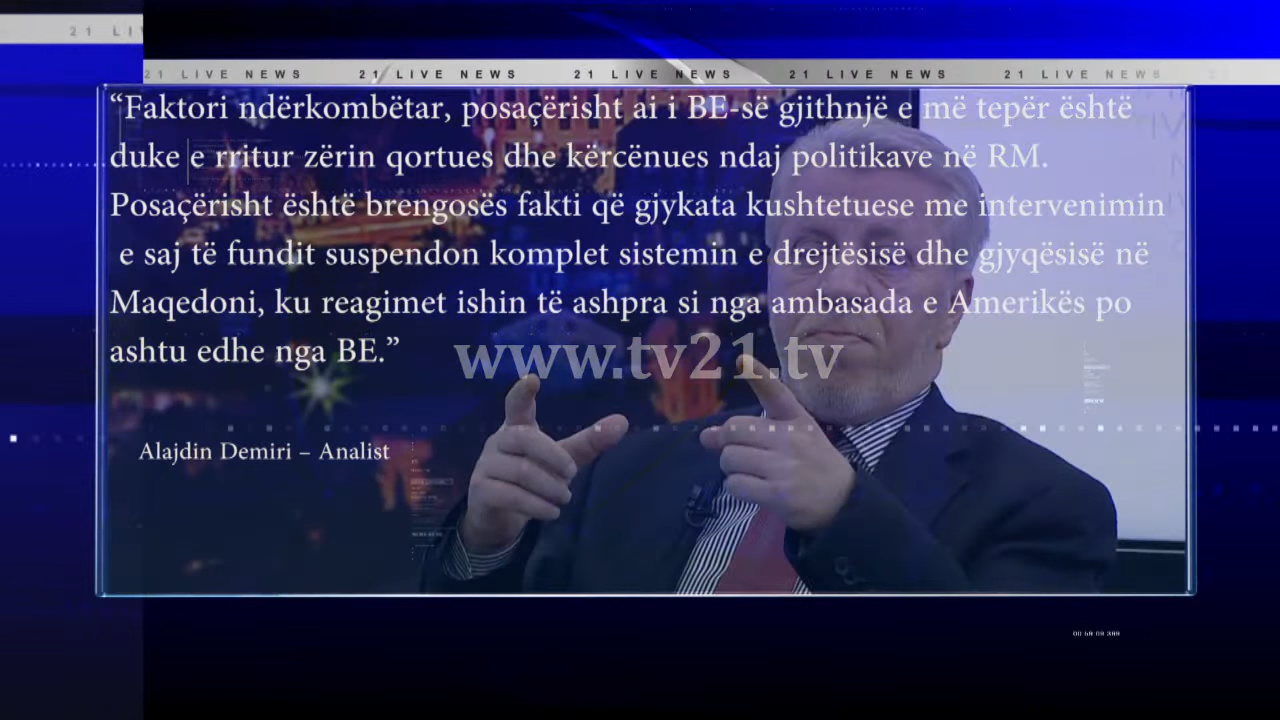 21 LI
21 LIVE NEWS 21 LIVE NEWS 21 LIVE NEWS 21 LIVE NEWS 21 LIVE NEWS
“Faktori ndërkombëtar, posaçërisht ai i BE-së gjithnjë e më tepër është
duke e rritur zërin qortues dhe kërcënues ndaj politikave në RM.
Posaçërisht është brengosës fakti që gjykata kushtetuese me intervenimin
e saj të fundit suspendon komplet sistemin e drejtësisë dhe gjyqësisë në
Maqedoni, ku reagimet ishin të ashpra si nga ambasada e Amerikës po
ashtu edhe nga BE.”
www.tv21.tv
Alajdin Demiri – Analist